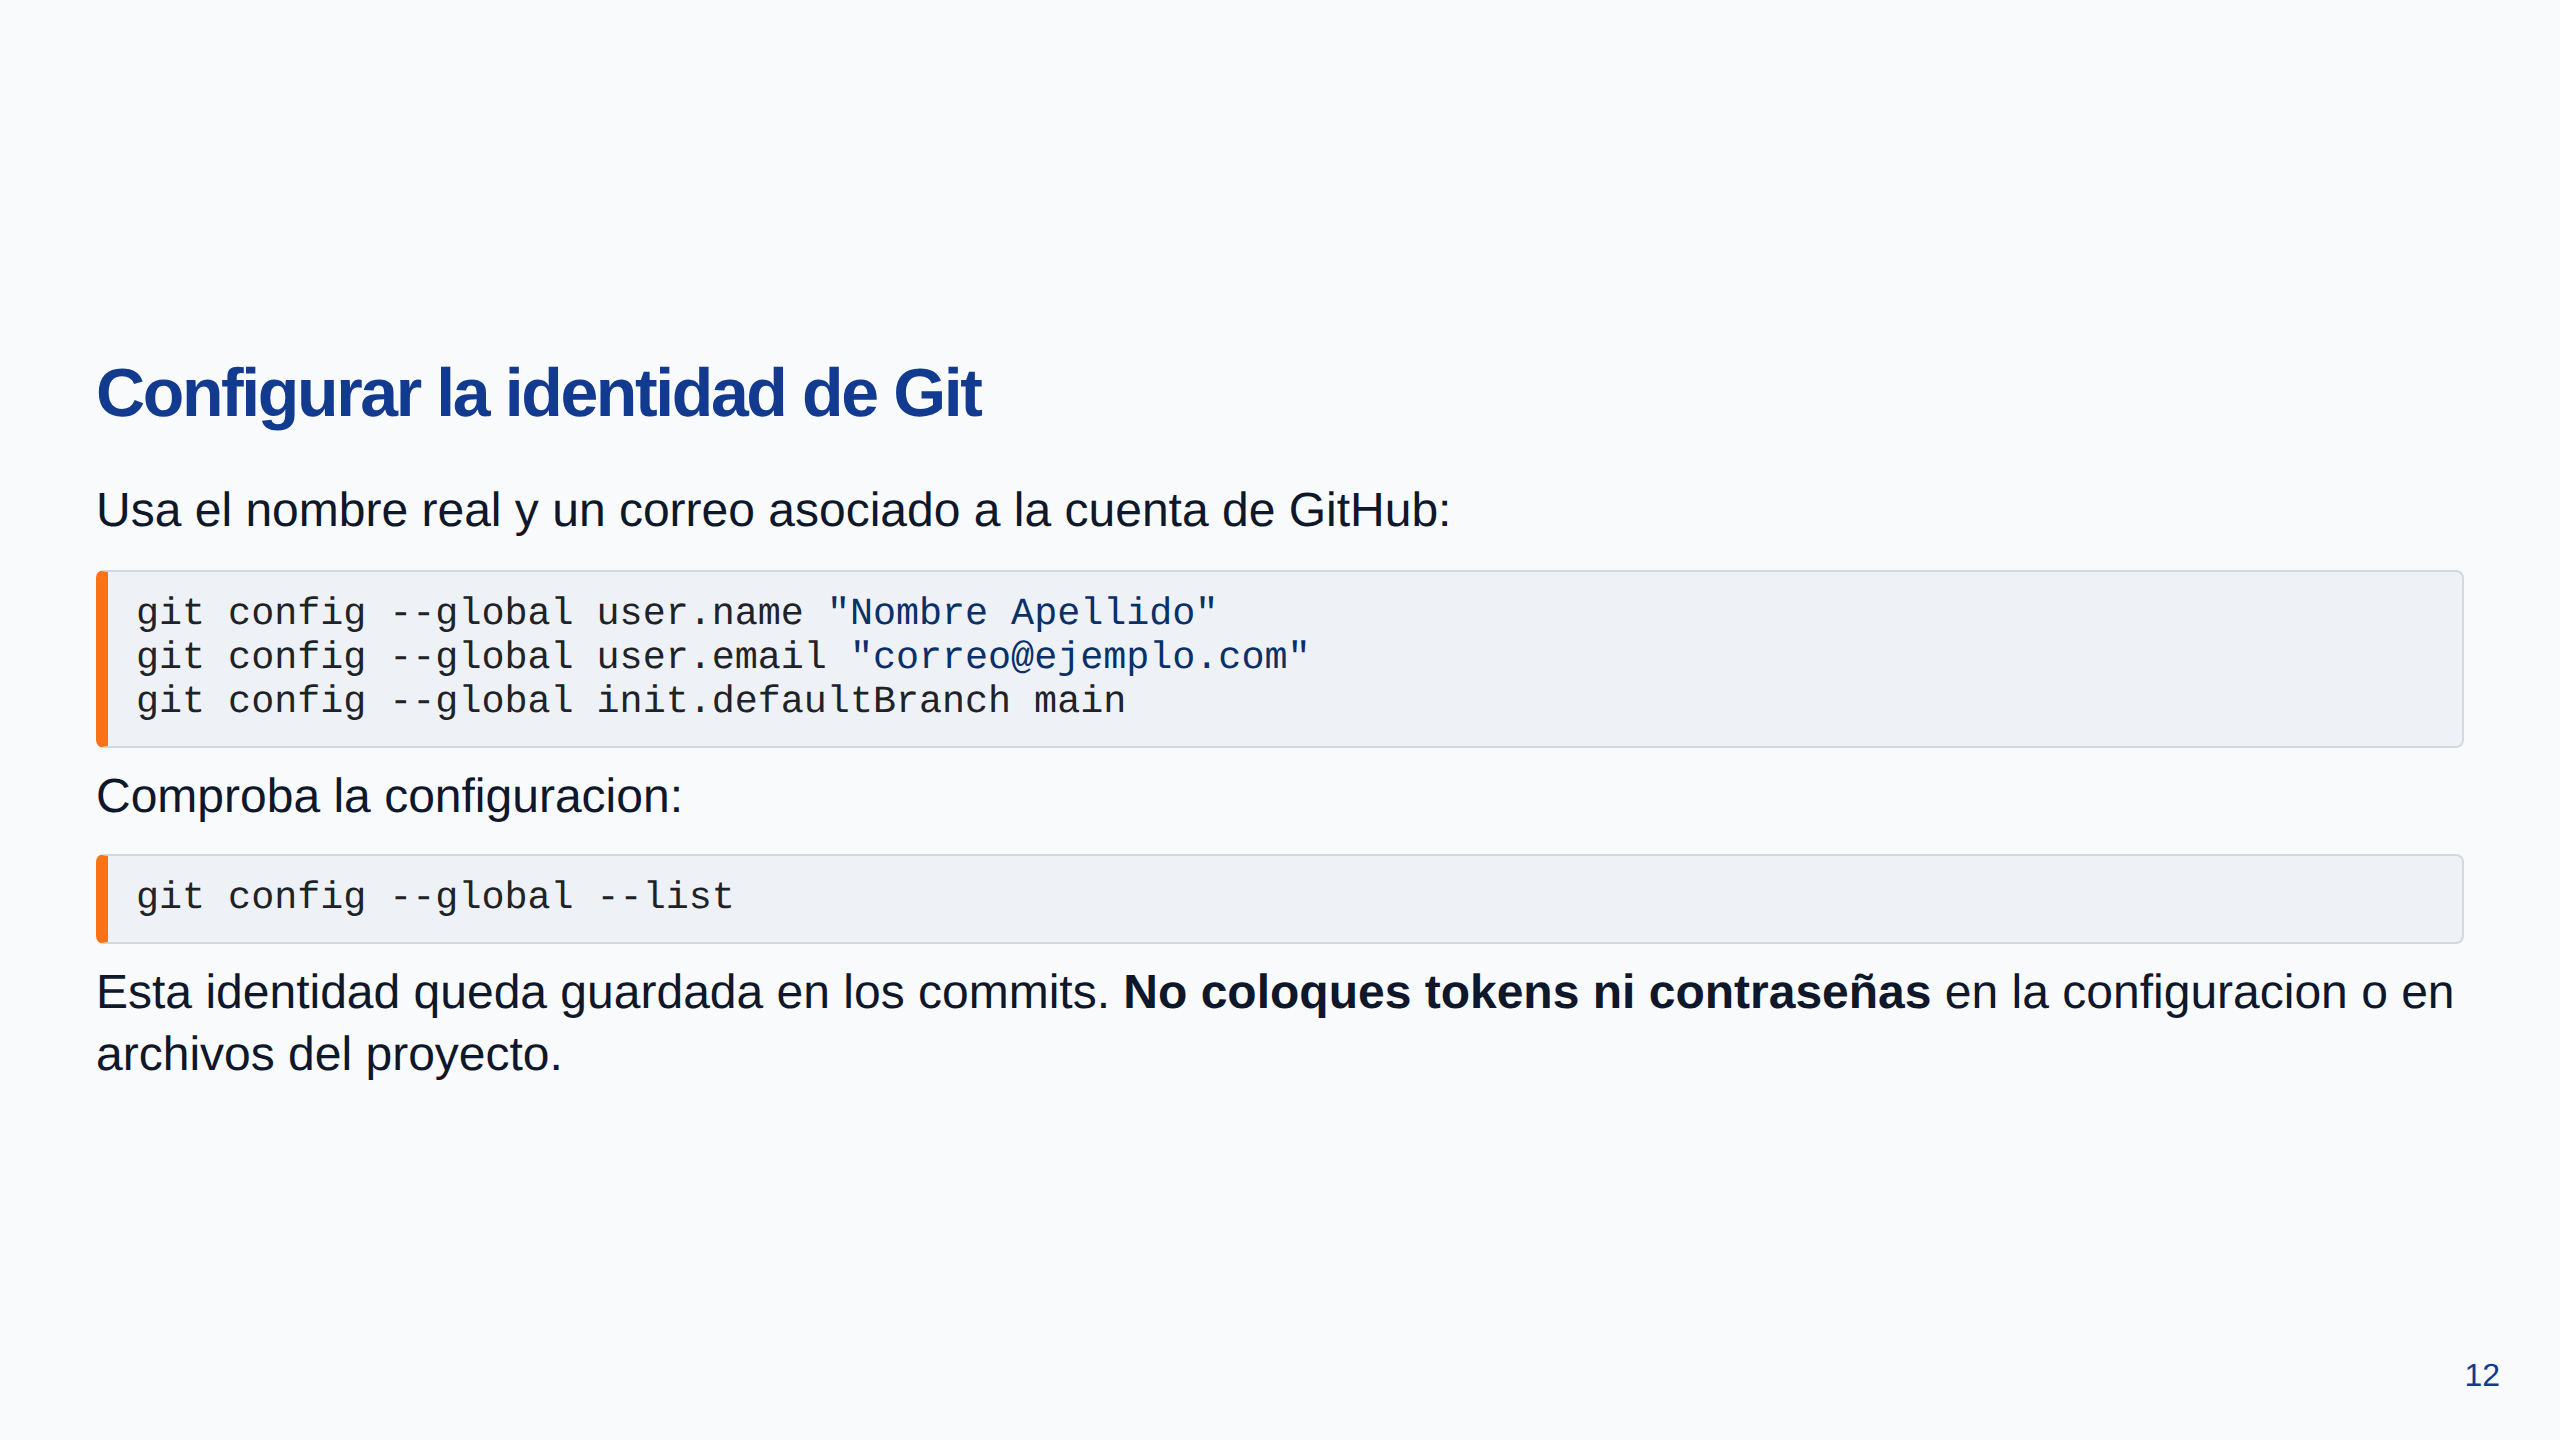 Configurar la identidad de Git
Usa el nombre real y un correo asociado a la cuenta de GitHub:
git config --global user.name "Nombre Apellido"
git config --global user.email "correo@ejemplo.com"
git config --global init.defaultBranch main
Comproba la configuracion:
git config --global --list
Esta identidad queda guardada en los commits. No coloques tokens ni contraseñas en la configuracion o en
archivos del proyecto.
12